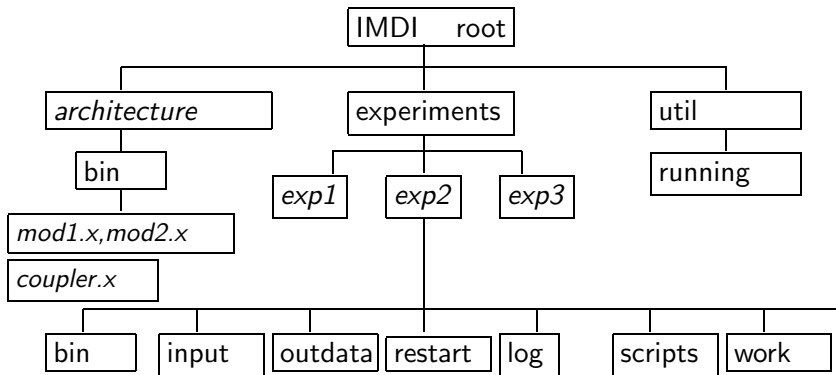 IMDI root
architecture experiments util
bin running
exp1 exp2 exp3
mod1.x,mod2.x
coupler.x
bin input outdata restart log scripts work